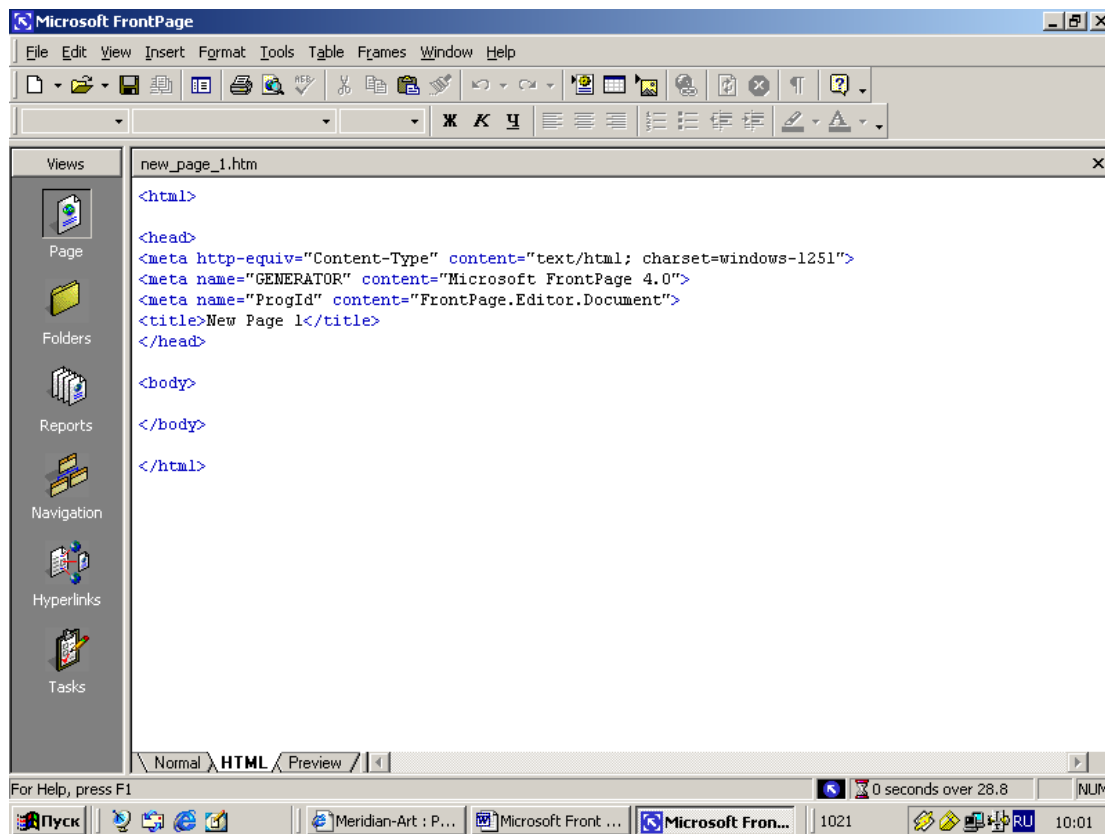 Microsoft FrontPage
File Edit View Insert Format Tools Table Frames Window Help
Ж К Ч
Views
new_page_1.htm
<html>
<head>
<meta http-equiv="Content-Type" content="text/html; charset=windows-1251">
<meta name="GENERATOR" content="Microsoft FrontPage 4.0">
<meta name="ProgId" content="FrontPage.Editor.Document">
<title>New Page 1</title>
</head>
<body>
</body>
</html>
Page
Folders
Reports
Navigation
Hyperlinks
Tasks
Normal HTML Preview
For Help, press F1
0 seconds over 28.8
NUM
Пуск
Meridian-Art : P...
Microsoft Front ...
Microsoft Fron...
1021
RU
10:01